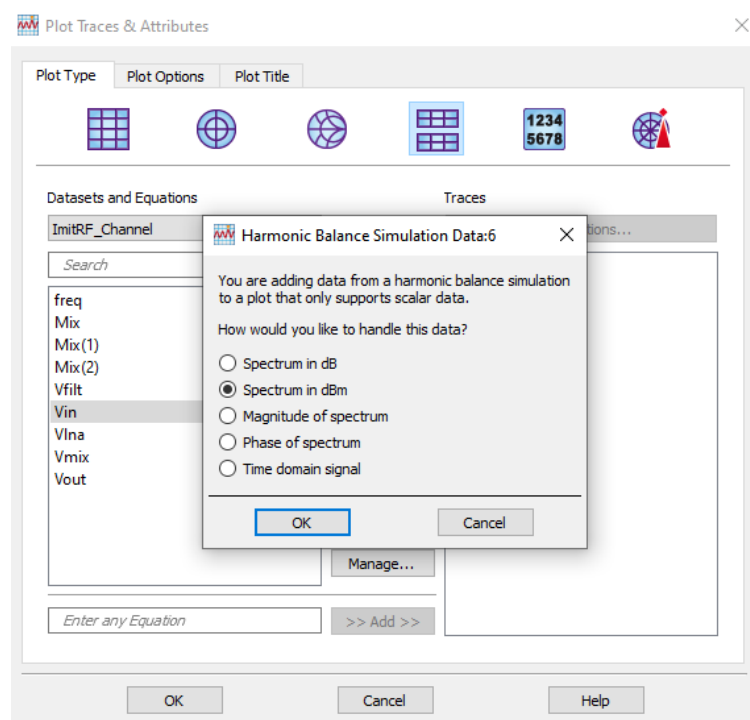 Plot Traces & Attributes
Plot Type Plot Options Plot Title
1234
5678
Datasets and Equations Traces
ImitRF_Channel
tions...
Search
freq
Mix
Mix(1)
Mix(2)
Vfilt
Vin
Vlna
Vmix
Vout
Harmonic Balance Simulation Data:6
You are adding data from a harmonic balance simulation
to a plot that only supports scalar data.
How would you like to handle this data?
Spectrum in dB
Spectrum in dBm
Magnitude of spectrum
Phase of spectrum
Time domain signal
OK Cancel
Manage...
Enter any Equation >> Add >>
OK Cancel Help